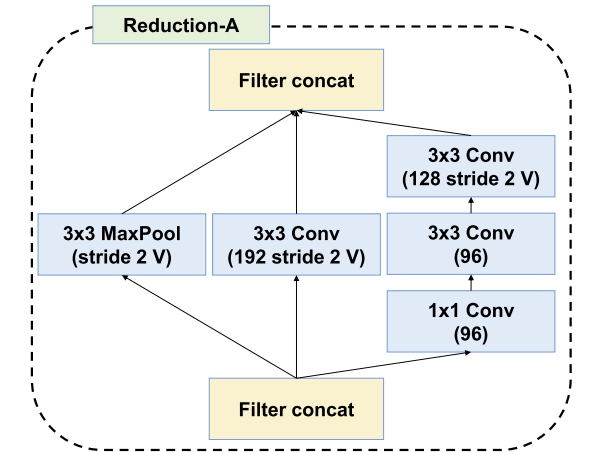 Reduction-A
Filter concat
3x3 Conv
(128 stride 2 V)
3x3 MaxPool
(stride 2 V)
3x3 Conv
(192 stride 2 V)
3x3 Conv
(96)
1x1 Conv
(96)
Filter concat